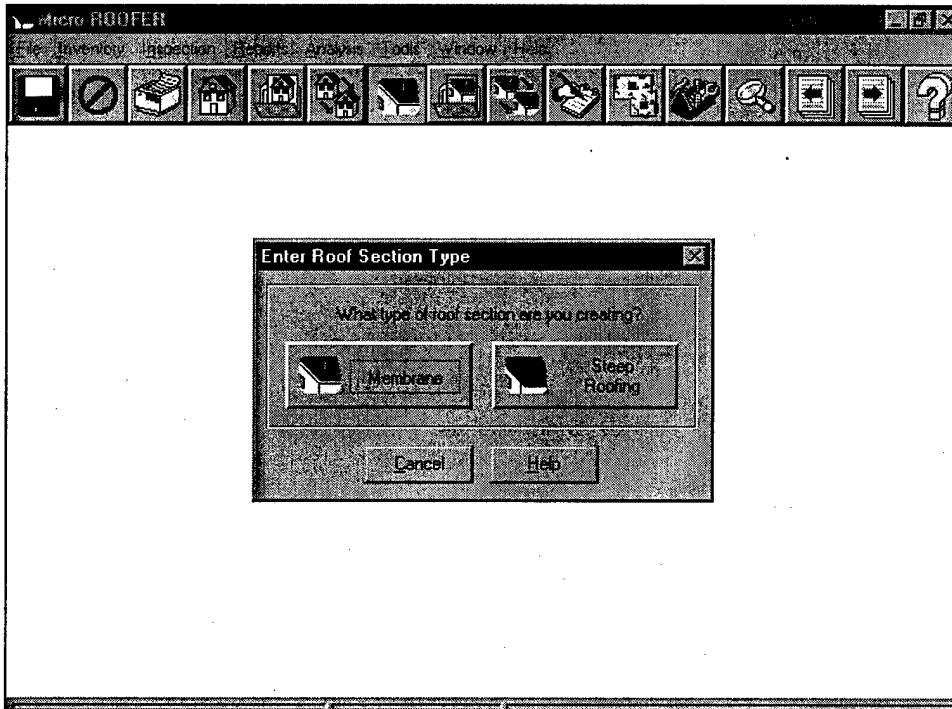 Micro ROOFER
File Inventory Inspection Reports Analysis Tools Window Help
Enter Roof Section Type
What type of roof section are you creating?
Membrane
Steep
Roofing
Cancel Help